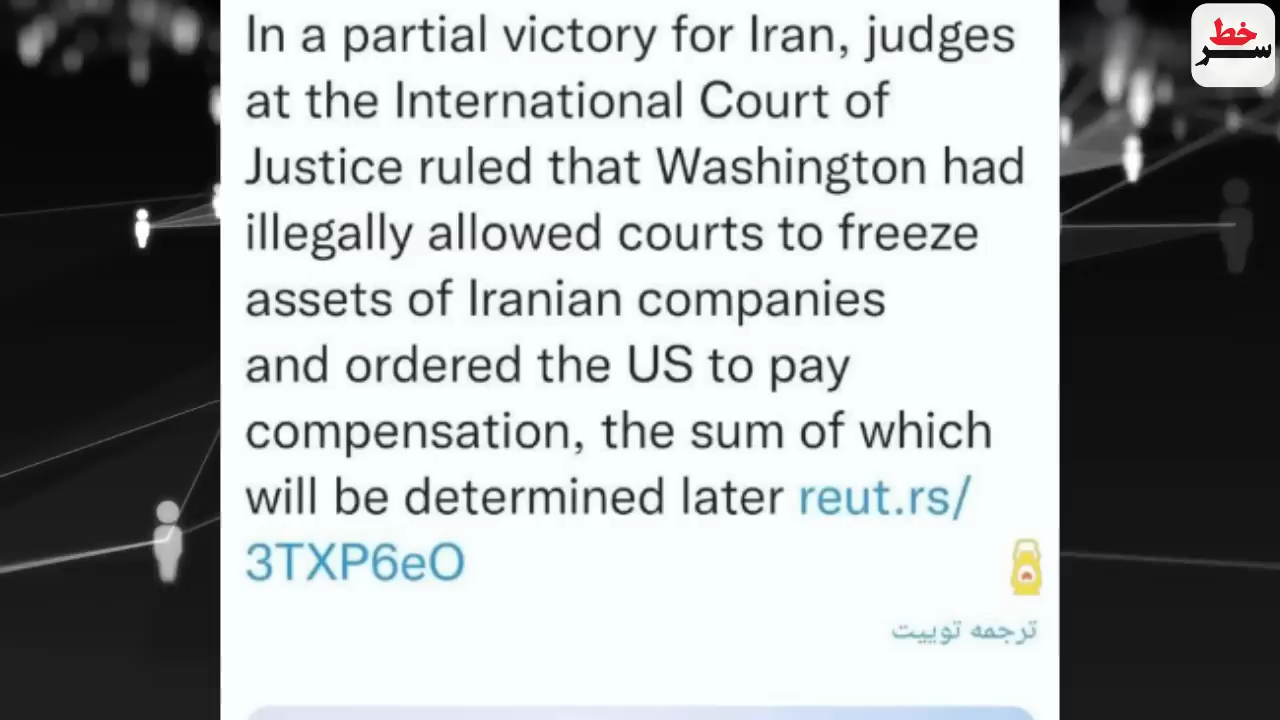 خط
سر
In a partial victory for Iran, judges
at the International Court of
Justice ruled that Washington had
illegally allowed courts to freeze
assets of Iranian companies
and ordered the US to pay
compensation, the sum of which
will be determined later reut.rs/
3TXP6eO
ترجمه توییت